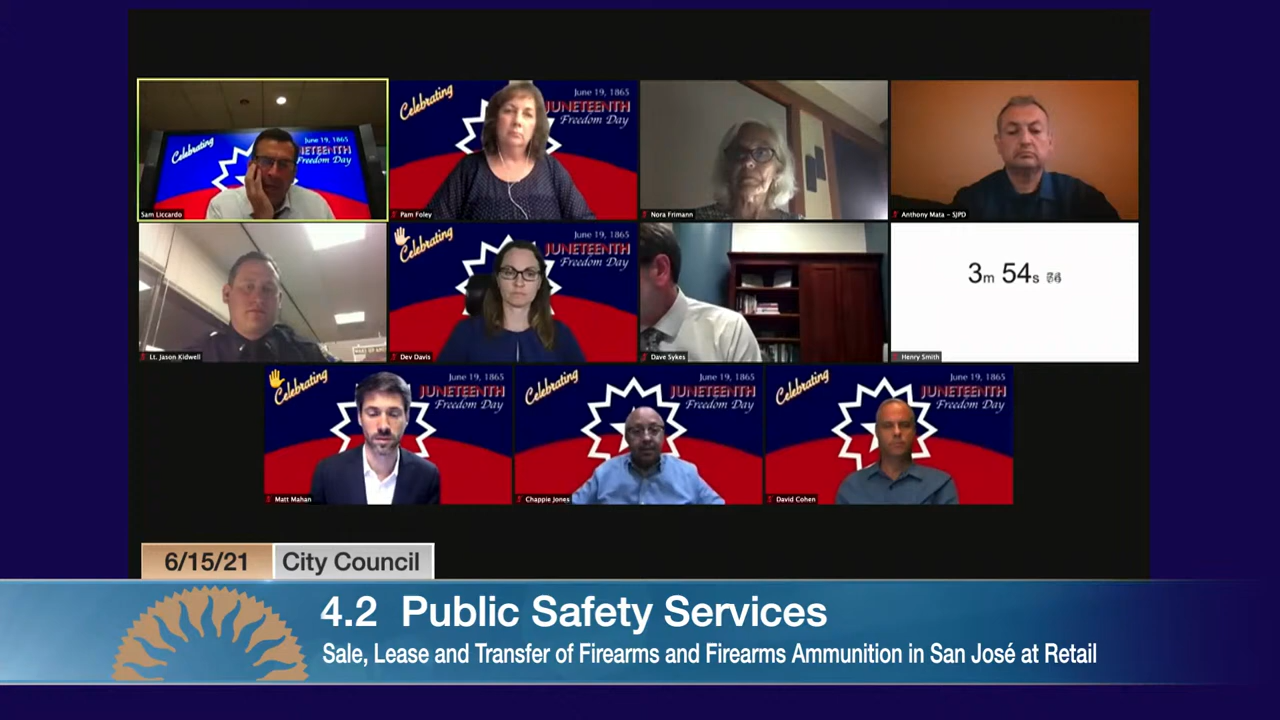 Celebrating
June 19, 1865
NETEENTH
Freedom Day
Sam Liccardo
Celebrating
June 19, 1865
JUNETEENTH
Freedom Day
Pam Foley
Nora Frimann
Anthony Mata - SJPD
Lt. Jason Kidwell
Celebrating
June 19, 1865
JUNETEENTH
Freedom Day
Dev Davis
Dave Sykes
3m 54s
Henry Smith
Celebrating
June 19, 1865
JUNETEENTH
Freedom Day
Matt Mahan
Celebrating
June 19, 1865
JUNETEENTH
Freedom Day
Chappie Jones
Celebrating
June 19, 1865
JUNETEENTH
Freedom Day
David Cohen
6/15/21 City Council
4.2 Public Safety Services
Sale, Lease and Transfer of Firearms and Firearms Ammunition in San José at Retail